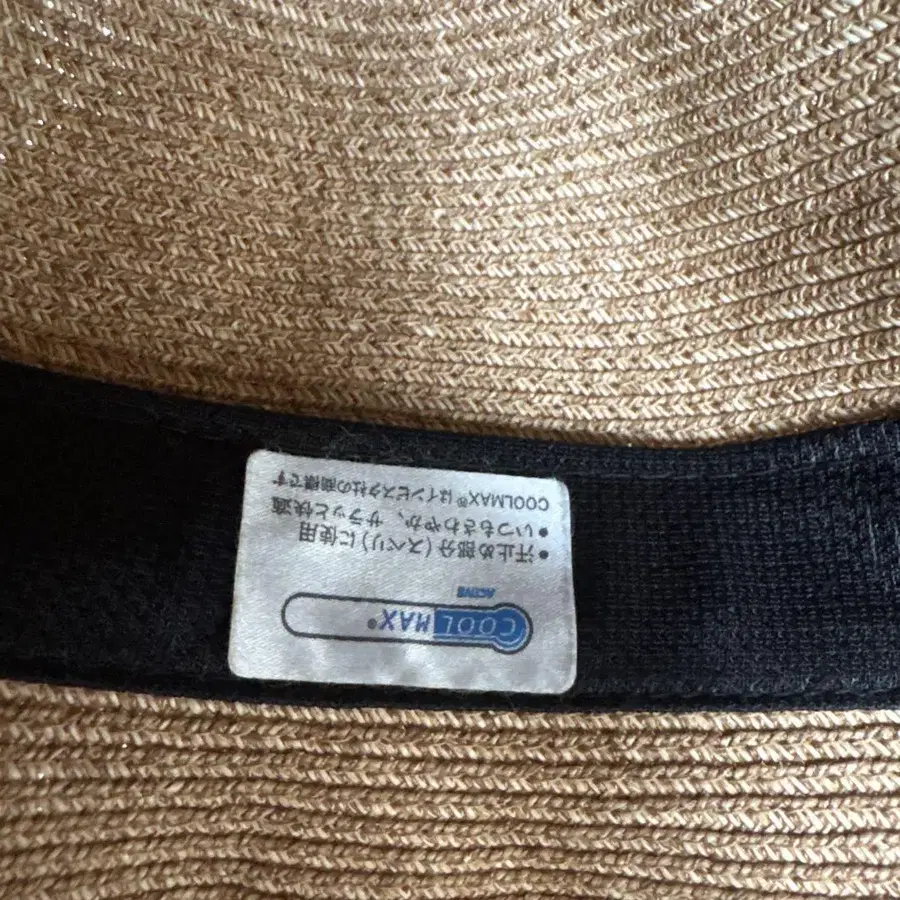 COOLMAX®
ACTIVE
● 汗止め部分(スベリ)に使用
● いつもさわやか、サラッと快適
COOLMAX®はインビスタ社の商標です